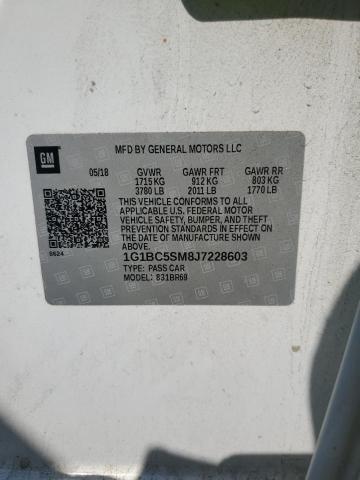 GM
MFD BY GENERAL MOTORS LLC
05/18 GVWR GAWR FRT GAWR RR
1715 KG 912 KG 803 KG
3780 LB 2011 LB 1770 LB
THIS VEHICLE CONFORMS TO ALL
APPLICABLE U.S. FEDERAL MOTOR
VEHICLE SAFETY, BUMPER, AND THEFT
PREVENTION STANDARDS IN EFFECT ON
THE DATE OF MANUFACTURE SHOWN
ABOVE.
8624 1G1BC5SM8J7228603
TYPE: PASS CAR
MODEL: 831BR69